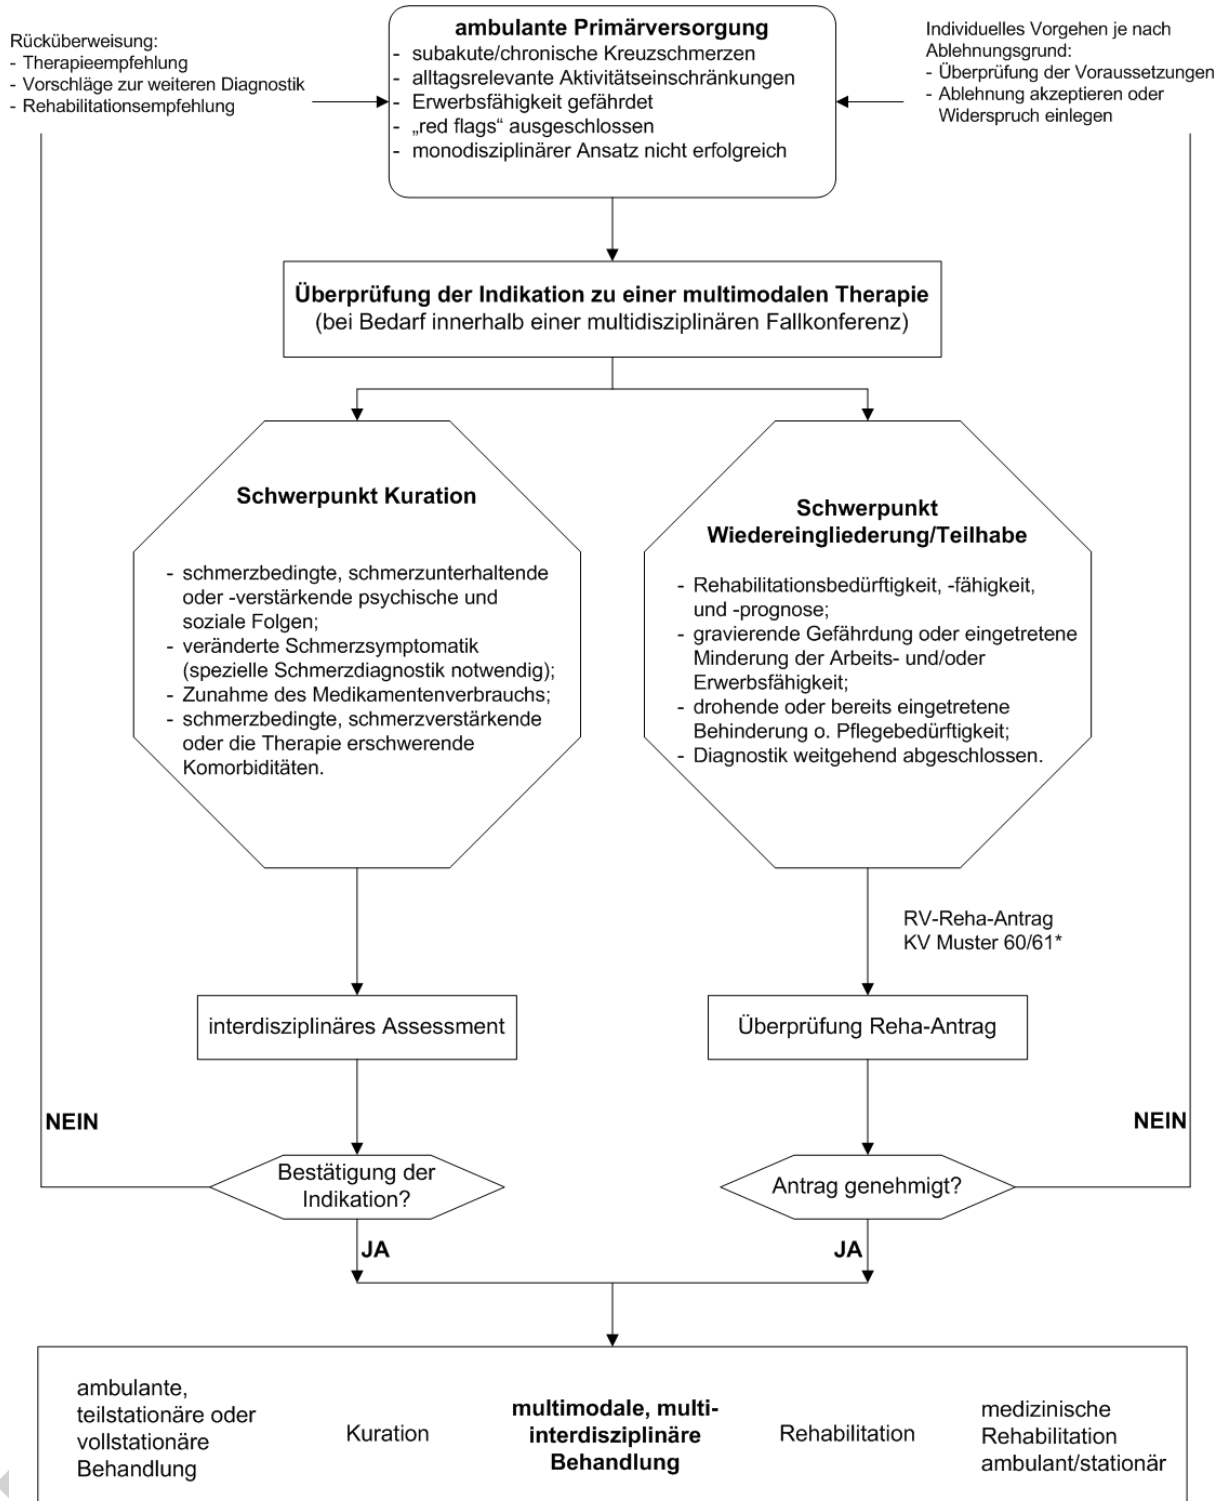 ambulante Primärversorgung
- subakute/chronische Kreuzschmerzen
- alltagsrelevante Aktivitätseinschränkungen
- Erwerbsfähigkeit gefährdet
- „red flags“ ausgeschlossen
- monodisziplinärer Ansatz nicht erfolgreich
Rücküberweisung:
- Therapieempfehlung
- Vorschläge zur weiteren Diagnostik
- Rehabilitationsempfehlung
Individuelles Vorgehen je nach
Ablehnungsgrund:
- Überprüfung der Voraussetzungen
- Ablehnung akzeptieren oder
Widerspruch einlegen
Überprüfung der Indikation zu einer multimodalen Therapie
(bei Bedarf innerhalb einer multidisziplinären Fallkonferenz)
Schwerpunkt Kuration
- schmerzbedingte, schmerzunterhaltende
oder -verstärkende psychische und
soziale Folgen;
- veränderte Schmerzsymptomatik
(spezielle Schmerzdiagnostik notwendig);
- Zunahme des Medikamentenverbrauchs;
- schmerzbedingte, schmerzverstärkende
oder die Therapie erschwerende
Komorbiditäten.
Schwerpunkt
Wiedereingliederung/Teilhabe
- Rehabilitationsbedürftigkeit, -fähigkeit,
und -prognose;
- gravierende Gefährdung oder eingetretene
Minderung der Arbeits- und/oder
Erwerbsfähigkeit;
- drohende oder bereits eingetretene
Behinderung o. Pflegebedürftigkeit;
- Diagnostik weitgehend abgeschlossen.
RV-Reha-Antrag
KV Muster 60/61*
interdisziplinäres Assessment
Überprüfung Reha-Antrag
NEIN
NEIN
Bestätigung der
Indikation?
Antrag genehmigt?
JA
JA
ambulante,
teilstationäre oder
vollstationäre
Behandlung
Kuration
multimodale, multi-
interdisziplinäre
Behandlung
Rehabilitation
medizinische
Rehabilitation
ambulant/stationär